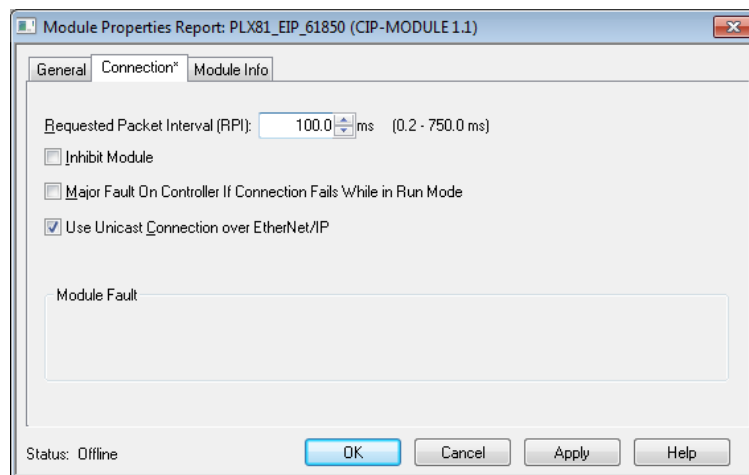 Module Properties Report: PLX81_EIP_61850 (CIP-MODULE 1.1)
General Connection* Module Info
Requested Packet Interval (RPI): 100.0 ms (0.2 - 750.0 ms)
Inhibit Module
Major Fault On Controller If Connection Fails While in Run Mode
Use Unicast Connection over EtherNet/IP
Module Fault
Status: Offline OK Cancel Apply Help